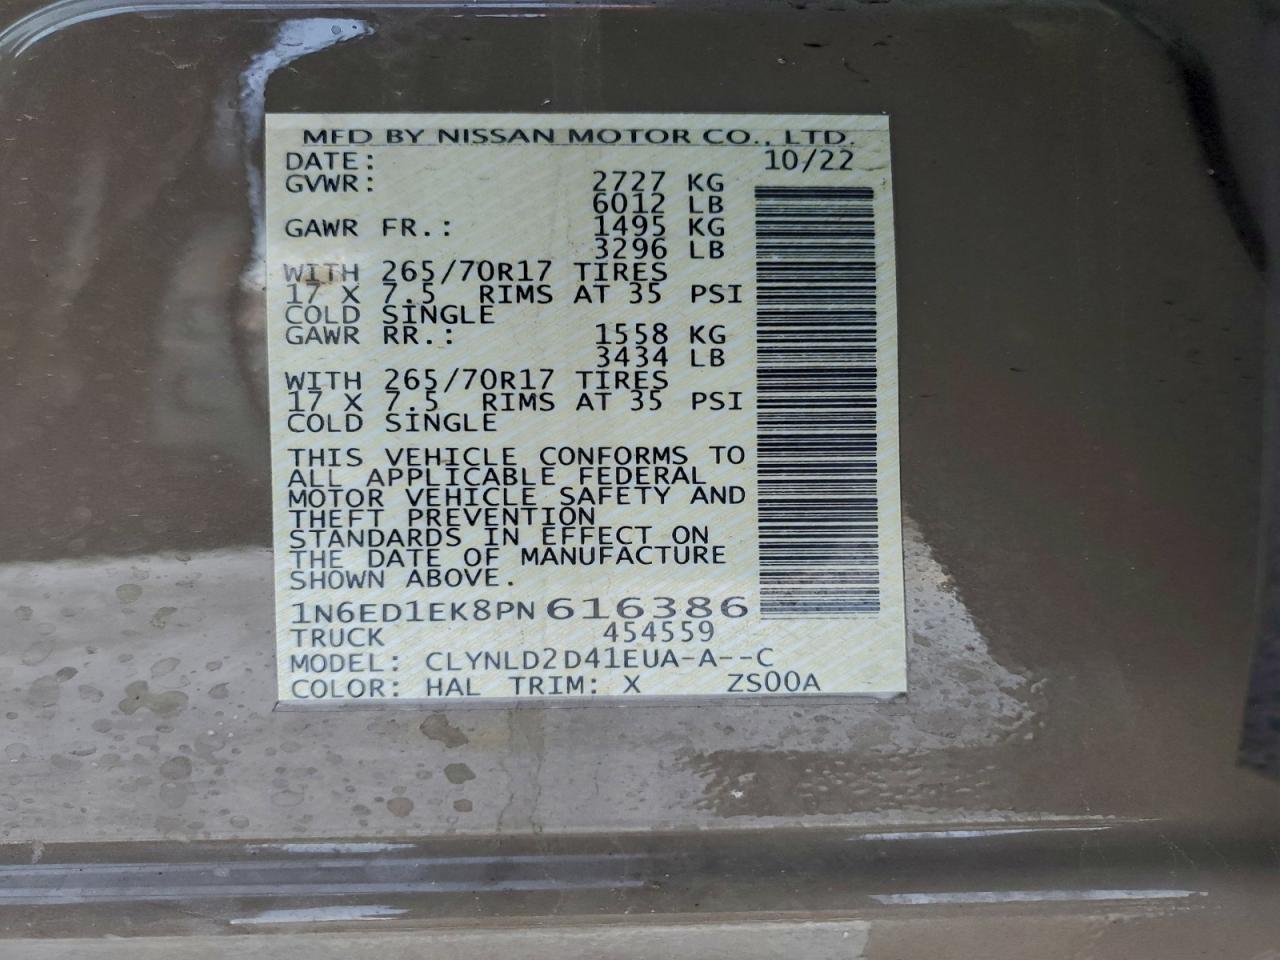 MFD BY NISSAN MOTOR CO., LTD.
DATE: 10/22
GVWR: 2727 KG
6012 LB
GAWR FR.: 1495 KG
3296 LB
WITH 265/70R17 TIRES
17 X 7.5 RIMS AT 35 PSI
COLD SINGLE
GAWR RR.: 1558 KG
3434 LB
WITH 265/70R17 TIRES
17 X 7.5 RIMS AT 35 PSI
COLD SINGLE
THIS VEHICLE CONFORMS TO
ALL APPLICABLE FEDERAL
MOTOR VEHICLE SAFETY AND
THEFT PREVENTION
STANDARDS IN EFFECT ON
THE DATE OF MANUFACTURE
SHOWN ABOVE.
1N6ED1EK8PN616386
TRUCK 454559
MODEL: CLYNLD2D41EUA-A--C
COLOR: HAL TRIM: X ZS00A